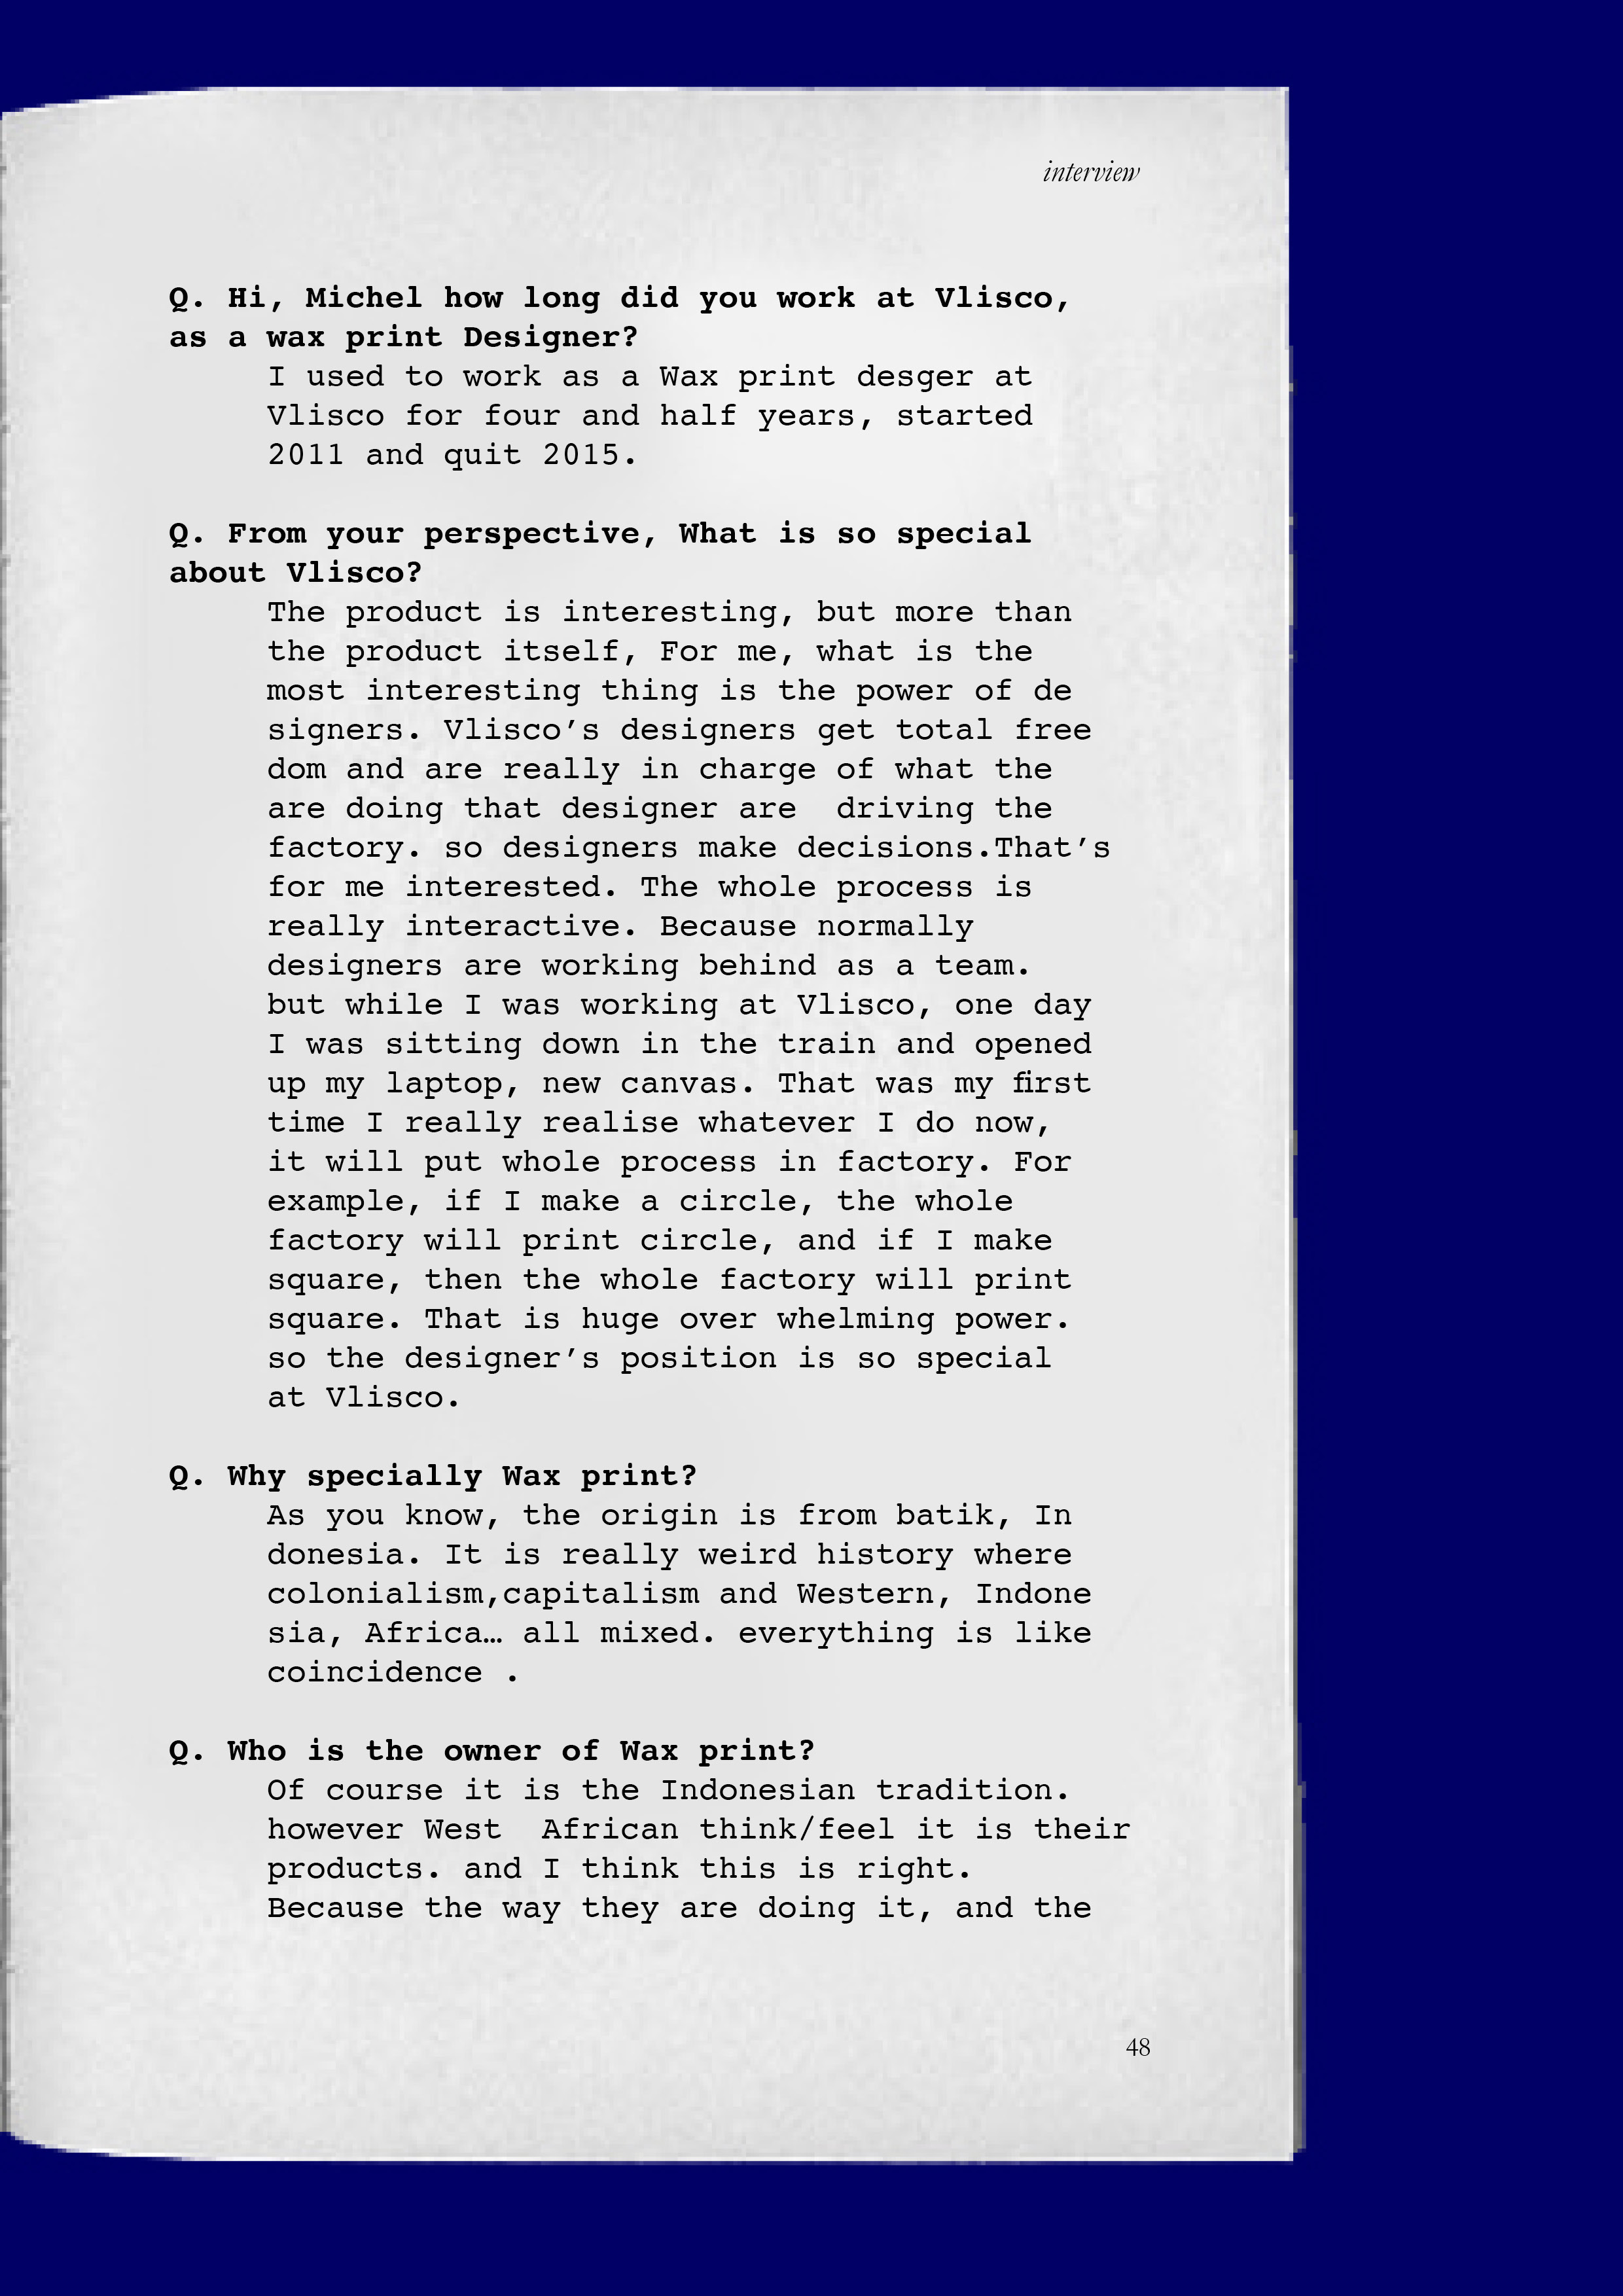 interview
Q. Hi, Michel how long did you work at Vlisco,
as a wax print Designer?
I used to work as a Wax print desger at
Vlisco for four and half years, started
2011 and quit 2015.
Q. From your perspective, What is so special
about Vlisco?
The product is interesting, but more than
the product itself, For me, what is the
most interesting thing is the power of de
signers. Vlisco’s designers get total free
dom and are really in charge of what the
are doing that designer are  driving the
factory. so designers make decisions.That’s
for me interested. The whole process is
really interactive. Because normally
designers are working behind as a team.
but while I was working at Vlisco, one day
I was sitting down in the train and opened
up my laptop, new canvas. That was my first
time I really realise whatever I do now,
it will put whole process in factory. For
example, if I make a circle, the whole
factory will print circle, and if I make
square, then the whole factory will print
square. That is huge over whelming power.
so the designer’s position is so special
at Vlisco.
Q. Why specially Wax print?
As you know, the origin is from batik, In
donesia. It is really weird history where
colonialism,capitalism and Western, Indone
sia, Africa… all mixed. everything is like
coincidence .
Q. Who is the owner of Wax print?
Of course it is the Indonesian tradition.
however West  African think/feel it is their
products. and I think this is right.
Because the way they are doing it, and the
48